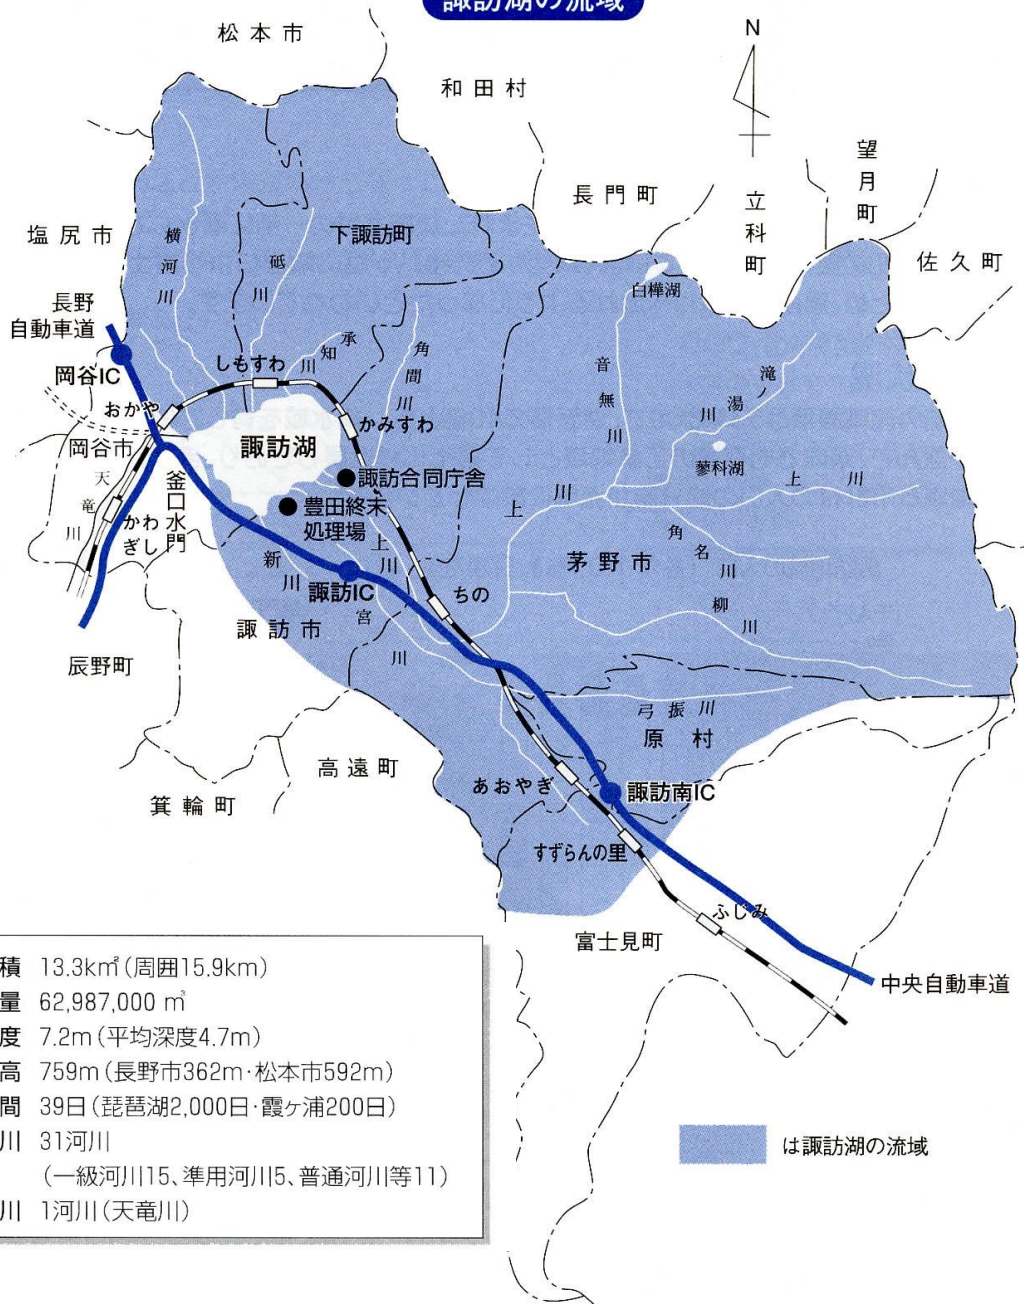 諏訪湖の流域
松本市
和田村
N
望月町
長門町
立科町
塩尻市
横河川
下諏訪町
砥川
佐久町
白樺湖
長野
自動車道
承知川
角間川
音無川
滝ノ湯川
しもすわ
岡谷IC
おかや
かみすわ
岡谷市
諏訪湖
蓼科湖
天竜川
釜口水門
諏訪合同庁舎
上川
上川
豊田終末
処理場
かわ
ぎし
上川
角名川
茅野市
新川
諏訪IC
ちの
柳川
宮川
諏訪市
辰野町
弓振川
原村
高遠町
あおやぎ
諏訪南IC
箕輪町
すずらんの里
ふじみ
富士見町
中央自動車道
積 13.3km²(周囲15.9km)
量 62,987,000 m³
度 7.2m(平均深度4.7m)
高 759m(長野市362m・松本市592m)
間 39日(琵琶湖2,000日・霞ヶ浦200日)
川 31河川
(一級河川15、準用河川5、普通河川等11)
川 1河川(天竜川)
は諏訪湖の流域